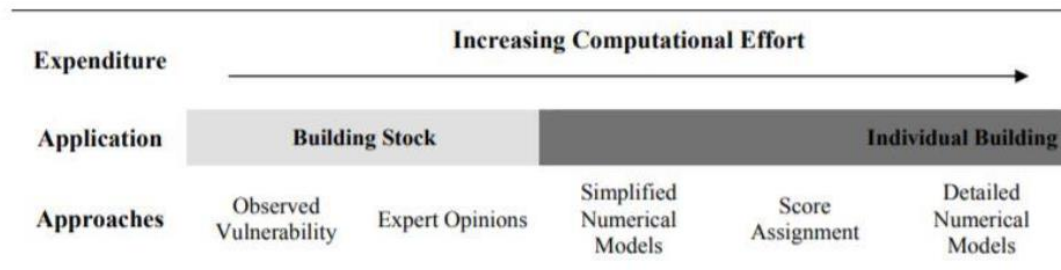 Expenditure
Increasing Computational Effort
Application
Building Stock
Individual Building
Approaches
Observed
Vulnerability
Expert Opinions
Simplified
Numerical
Models
Score
Assignment
Detailed
Numerical
Models